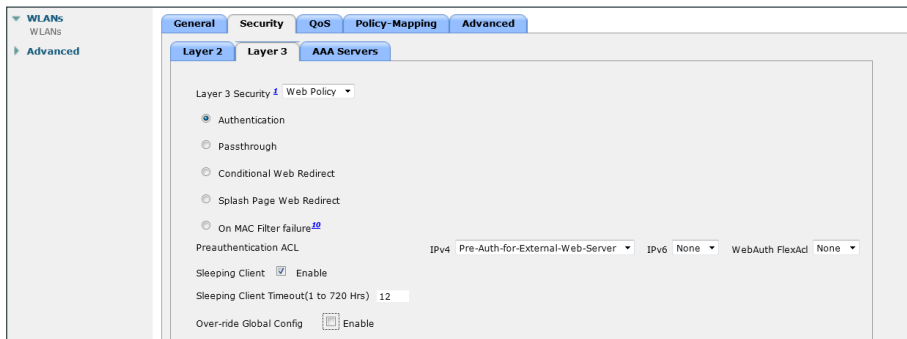 WLANs
WLANs
Advanced
General Security QoS Policy-Mapping Advanced
Layer 2 Layer 3 AAA Servers
Layer 3 Security 1 Web Policy
Authentication
Passthrough
Conditional Web Redirect
Splash Page Web Redirect
On MAC Filter failure10
Preauthentication ACL IPv4 Pre-Auth-for-External-Web-Server IPv6 None WebAuth FlexAcl None
Sleeping Client Enable
Sleeping Client Timeout(1 to 720 Hrs) 12
Over-ride Global Config Enable